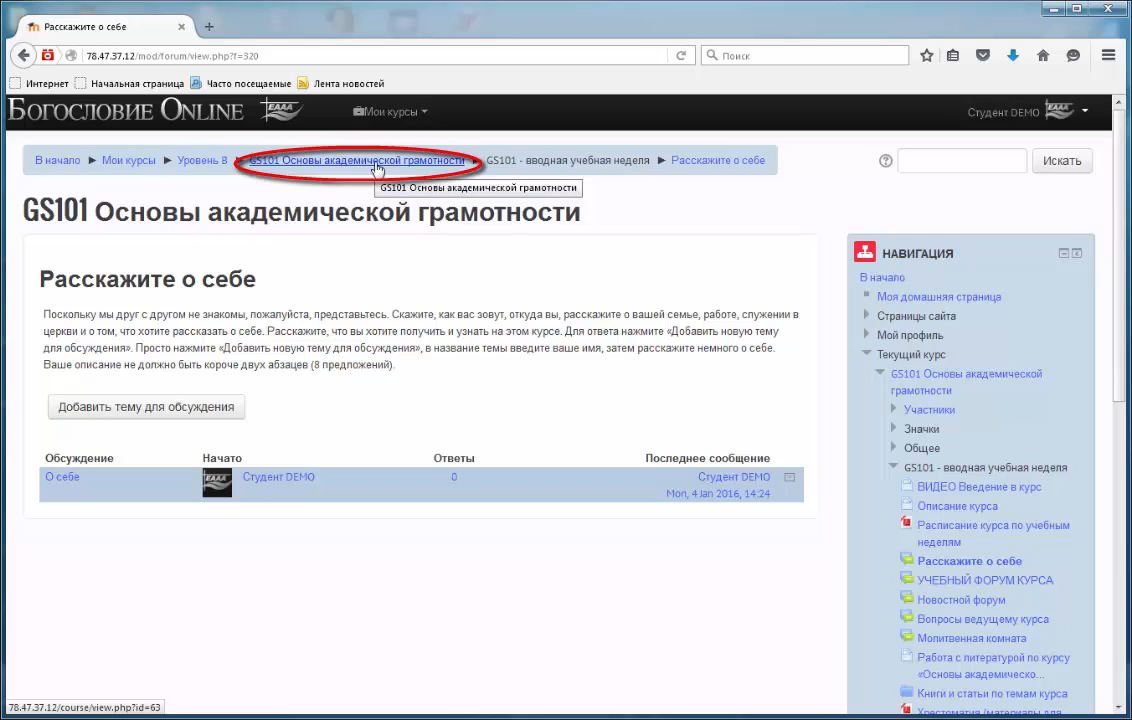 Расскажите о себе
78.47.37.12/mod/forum/view.php?f=320
Поиск
Интернет Начальная страница Часто посещаемые Лента новостей
Богословие Online ЕААА Мои курсы Студент DEMO ЕААА
В начало ► Мои курсы ► Уровень 8 GS101 Основы академической грамотности GS101 - вводная учебная неделя ► Расскажите о себе
Искать
GS101 Основы академической грамотности
GS101 Основы академической грамотности
Расскажите о себе
Поскольку мы друг с другом не знакомы, пожалуйста, представьтесь. Скажите, как вас зовут, откуда вы, расскажите о вашей семье, работе, служении в
церкви и о том, что хотите рассказать о себе. Расскажите, что вы хотите получить и узнать на этом курсе. Для ответа нажмите «Добавить новую тему
для обсуждения». Просто нажмите «Добавить новую тему для обсуждения», в название темы введите ваше имя, затем расскажите немного о себе.
Ваше описание не должно быть короче двух абзацев (8 предложений).
Добавить тему для обсуждения
Обсуждение Начато Ответы Последнее сообщение
О себе ЕААА Студент DEMO 0 Студент DEMO
Mon, 4 Jan 2016, 14:24
НАВИГАЦИЯ
В начало
Моя домашняя страница
Страницы сайта
Мой профиль
Текущий курс
GS101 Основы академической
грамотности
Участники
Значки
Общее
GS101 - вводная учебная неделя
ВИДЕО Введение в курс
Описание курса
Расписание курса по учебным
неделям
Расскажите о себе
УЧЕБНЫЙ ФОРУМ КУРСА
Новостной форум
Вопросы ведущему курса
Молитвенная комната
Работа с литературой по курсу
«Основы академическо...
Книги и статьи по темам курса
Хрестоматия (материалы для
78.47.37.12/course/view.php?id=63